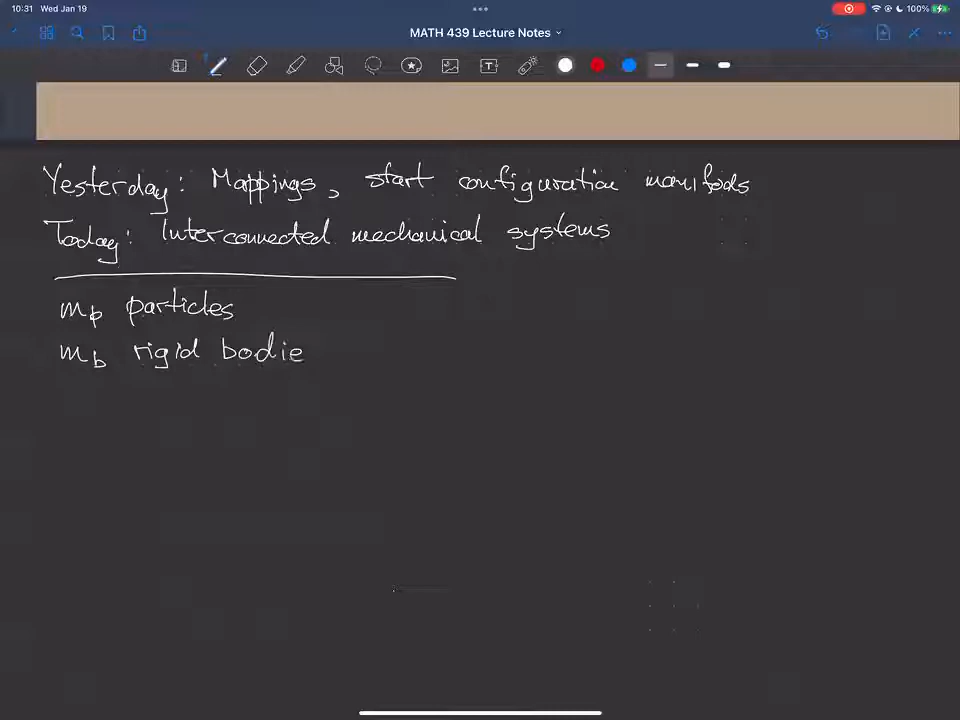 10:31 Wed Jan 19
100%
MATH 439 Lecture Notes
Yesterday: Mappings, start configuration manifods
Today: Interconnected mechanical systems
mp particles
mb rigid bodie